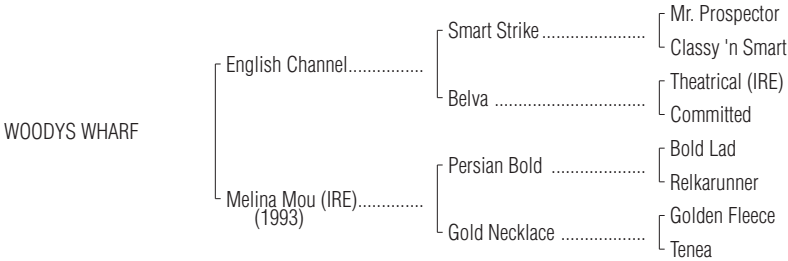 Mr. Prospector
Smart Strike......................
Classy 'n Smart
English Channel................
Theatrical (IRE)
Belva ................................
Committed
WOODYS WHARF
Bold Lad
Persian Bold ....................
Relkarunner
Melina Mou (IRE)..............
(1993)
Golden Fleece
Gold Necklace ..................
Tenea